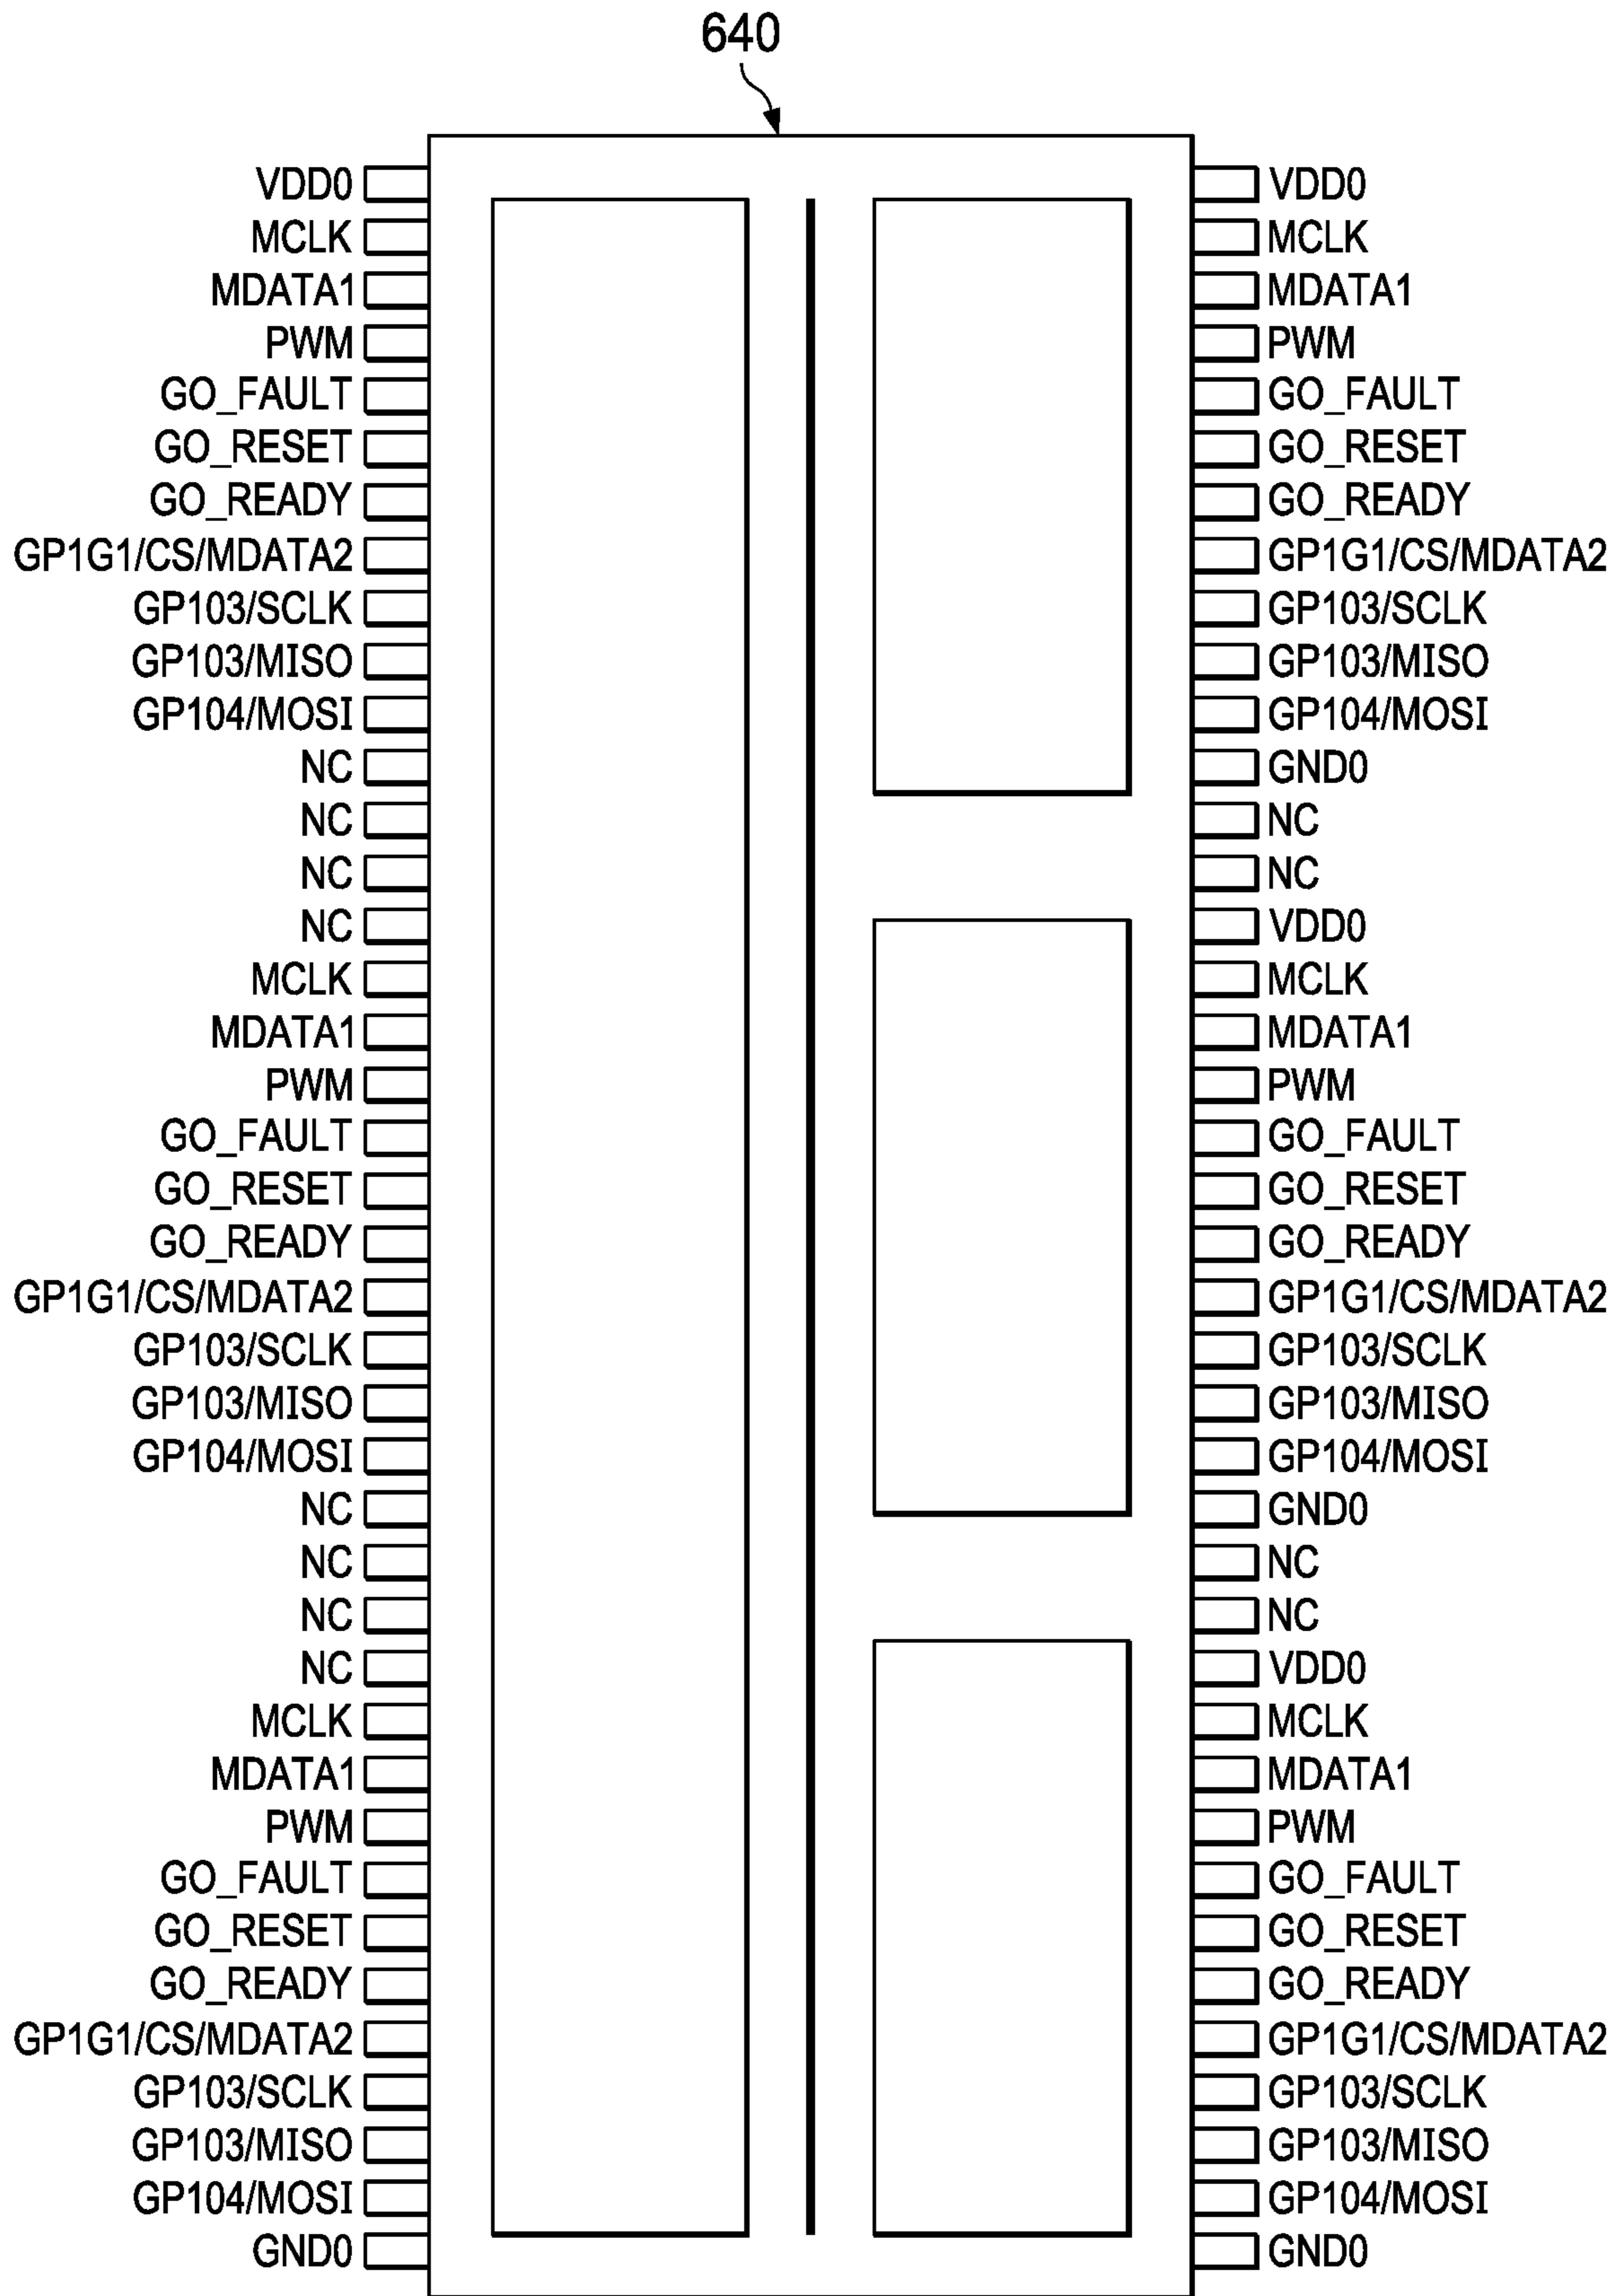 640
VDD0 VDD0
MCLK MCLK
MDATA1 MDATA1
PWM PWM
GO_FAULT GO_FAULT
GO_RESET GO_RESET
GO_READY GO_READY
GP1G1/CS/MDATA2 GP1G1/CS/MDATA2
GP103/SCLK GP103/SCLK
GP103/MISO GP103/MISO
GP104/MOSI GP104/MOSI
NC GND0
NC NC
NC NC
NC VDD0
MCLK MCLK
MDATA1 MDATA1
PWM PWM
GO_FAULT GO_FAULT
GO_RESET GO_RESET
GO_READY GO_READY
GP1G1/CS/MDATA2 GP1G1/CS/MDATA2
GP103/SCLK GP103/SCLK
GP103/MISO GP103/MISO
GP104/MOSI GP104/MOSI
NC GND0
NC NC
NC NC
NC VDD0
MCLK MCLK
MDATA1 MDATA1
PWM PWM
GO_FAULT GO_FAULT
GO_RESET GO_RESET
GO_READY GO_READY
GP1G1/CS/MDATA2 GP1G1/CS/MDATA2
GP103/SCLK GP103/SCLK
GP103/MISO GP103/MISO
GP104/MOSI GP104/MOSI
GND0 GND0